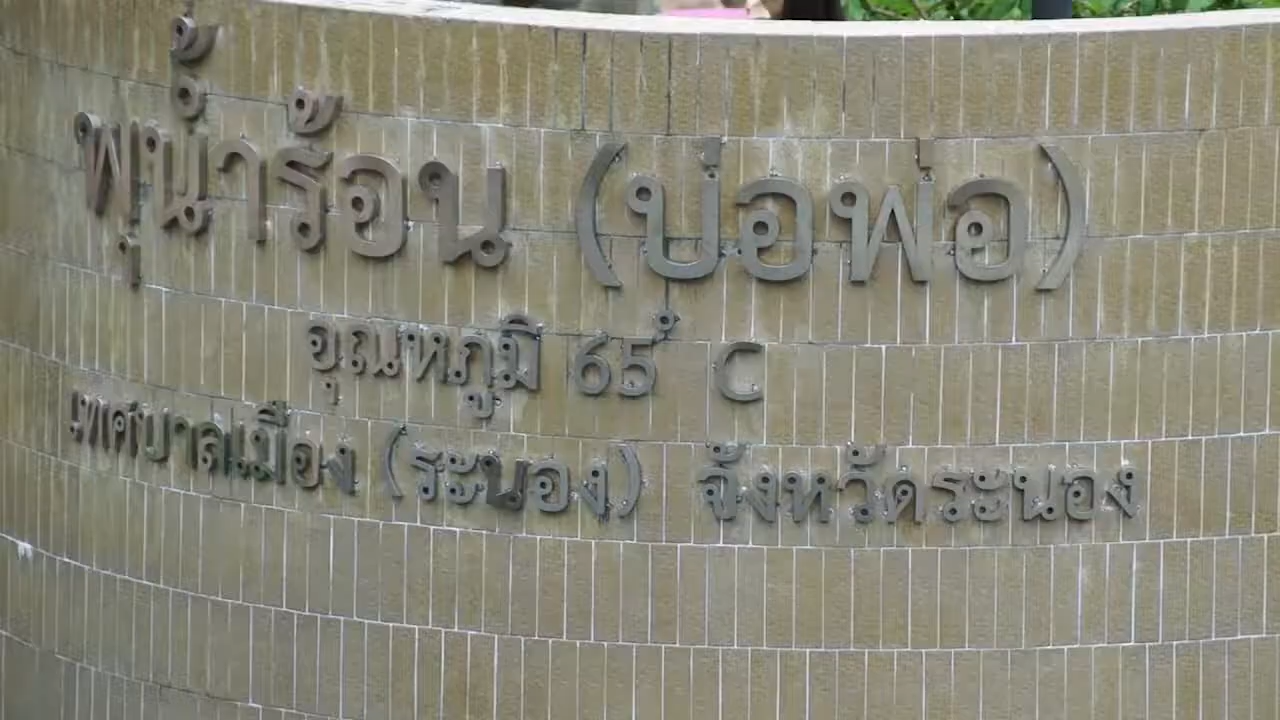 พุน้ำร้อน (บ่อพ่อ)
อุณหภูมิ 65° C
เทศบาลเมือง (ระนอง) จังหวัดระนอง